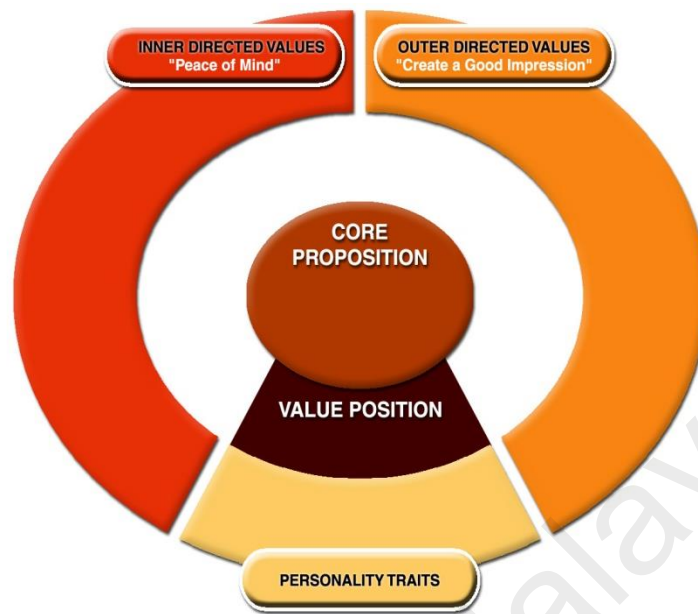 INNER DIRECTED VALUES
"Peace of Mind"
OUTER DIRECTED VALUES
"Create a Good Impression"
CORE
PROPOSITION
VALUE POSITION
PERSONALITY TRAITS